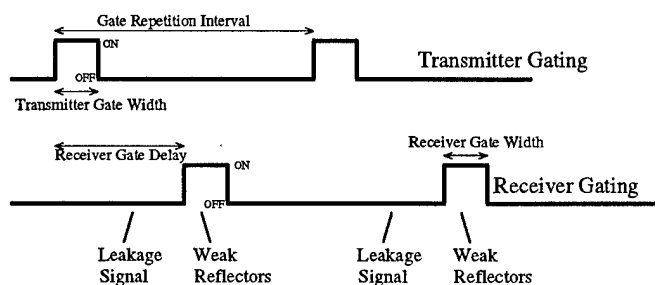 Gate Repetition Interval
ON
Transmitter Gating
OFF
Transmitter Gate Width
Receiver Gate Width
Receiver Gate Delay
ON
Receiver Gating
OFF
Leakage Signal
Weak Reflectors
Leakage Signal
Weak Reflectors